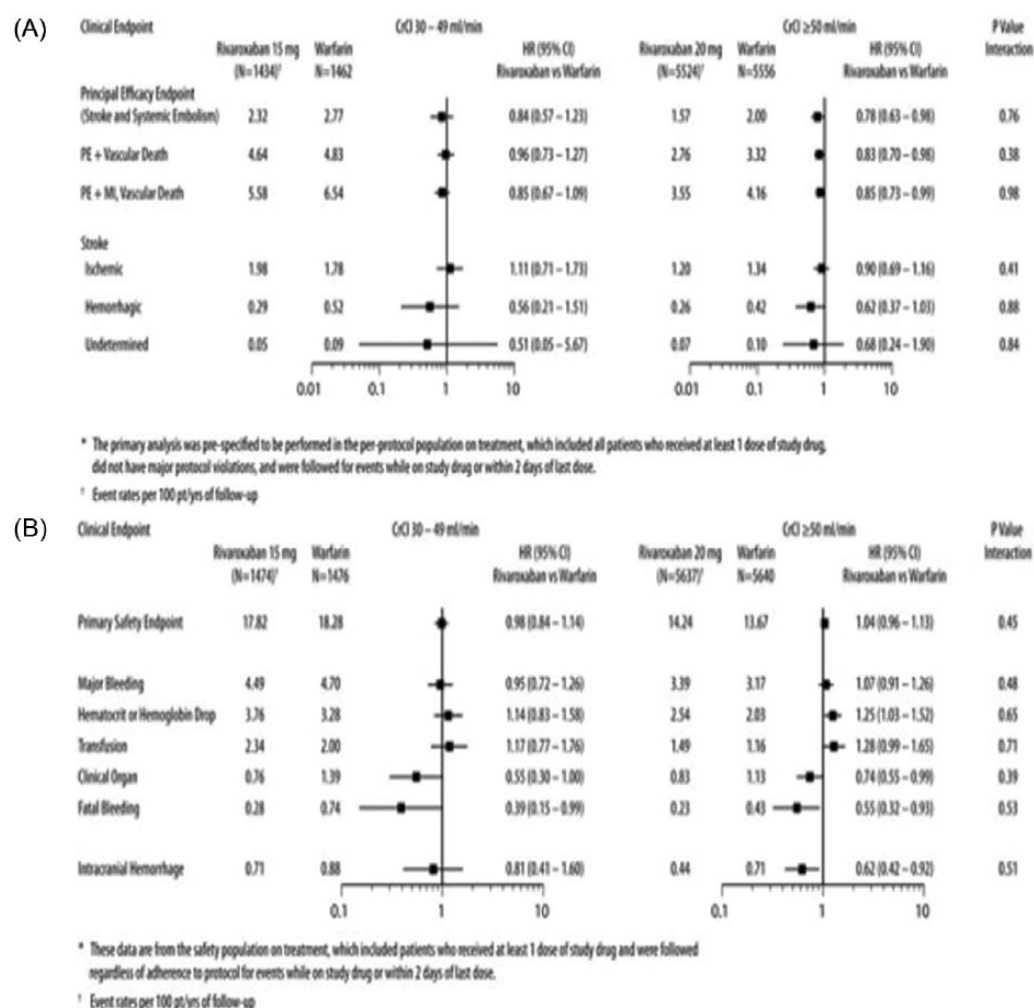 (A)
Clinical Endpoint CrCl 30 – 49 ml/min CrCl ≥50 ml/min P Value
Rivaroxaban 15 mg Warfarin HR (95% CI) Rivaroxaban 20 mg Warfarin HR (95% CI) Interaction
(N=1434)† N=1462 Rivaroxaban vs Warfarin (N=5524)† N=5556 Rivaroxaban vs Warfarin
Principal Efficacy Endpoint
(Stroke and Systemic Embolism) 2.32 2.77 0.84 (0.57 – 1.23) 1.57 2.00 0.78 (0.63 – 0.98) 0.76
PE + Vascular Death 4.64 4.83 0.96 (0.73 – 1.27) 2.76 3.32 0.83 (0.70 – 0.98) 0.38
PE + MI, Vascular Death 5.58 6.54 0.85 (0.67 – 1.09) 3.55 4.16 0.85 (0.73 – 0.99) 0.98
Stroke
Ischemic 1.98 1.78 1.11 (0.71 – 1.73) 1.20 1.34 0.90 (0.69 – 1.16) 0.41
Hemorrhagic 0.29 0.52 0.56 (0.21 – 1.51) 0.26 0.42 0.62 (0.37 – 1.03) 0.88
Undetermined 0.05 0.09 0.51 (0.05 – 5.67) 0.07 0.10 0.68 (0.24 – 1.90) 0.84
0.01 0.1 1 10 0.01 0.1 1 10
* The primary analysis was pre-specified to be performed in the per-protocol population on treatment, which included all patients who received at least 1 dose of study drug,
did not have major protocol violations, and were followed for events while on study drug or within 2 days of last dose.
† Event rates per 100 pt/yrs of follow-up
(B)
Clinical Endpoint CrCl 30 – 49 ml/min CrCl ≥50 ml/min P Value
Rivaroxaban 15 mg Warfarin HR (95% CI) Rivaroxaban 20 mg Warfarin HR (95% CI) Interaction
(N=1474)† N=1476 Rivaroxaban vs Warfarin (N=5637)† N=5640 Rivaroxaban vs Warfarin
Primary Safety Endpoint 17.82 18.28 0.98 (0.84 – 1.14) 14.24 13.67 1.04 (0.96 – 1.13) 0.45
Major Bleeding 4.49 4.70 0.95 (0.72 – 1.26) 3.39 3.17 1.07 (0.91 – 1.26) 0.48
Hematocrit or Hemoglobin Drop 3.76 3.28 1.14 (0.83 – 1.58) 2.54 2.03 1.25 (1.03 – 1.52) 0.65
Transfusion 2.34 2.00 1.17 (0.77 – 1.76) 1.49 1.16 1.28 (0.99 – 1.65) 0.71
Clinical Organ 0.76 1.39 0.55 (0.30 – 1.00) 0.83 1.13 0.74 (0.55 – 0.99) 0.39
Fatal Bleeding 0.28 0.74 0.39 (0.15 – 0.99) 0.23 0.43 0.55 (0.32 – 0.93) 0.53
Intracranial Hemorrhage 0.71 0.88 0.81 (0.41 – 1.60) 0.44 0.71 0.62 (0.42 – 0.92) 0.51
0.1 1 10 0.1 1 10
* These data are from the safety population on treatment, which included patients who received at least 1 dose of study drug and were followed
regardless of adherence to protocol for events while on study drug or within 2 days of last dose.
† Event rates per 100 pt/yrs of follow-up